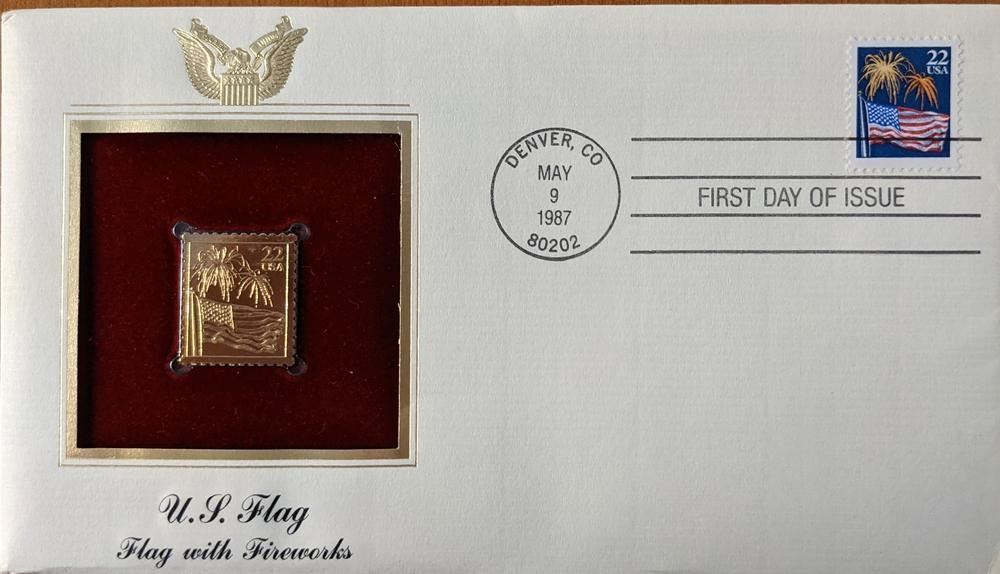 22
USA
DENVER, CO
MAY
9
1987
80202
FIRST DAY OF ISSUE
22
USA
U.S. Flag
Flag with Fireworks